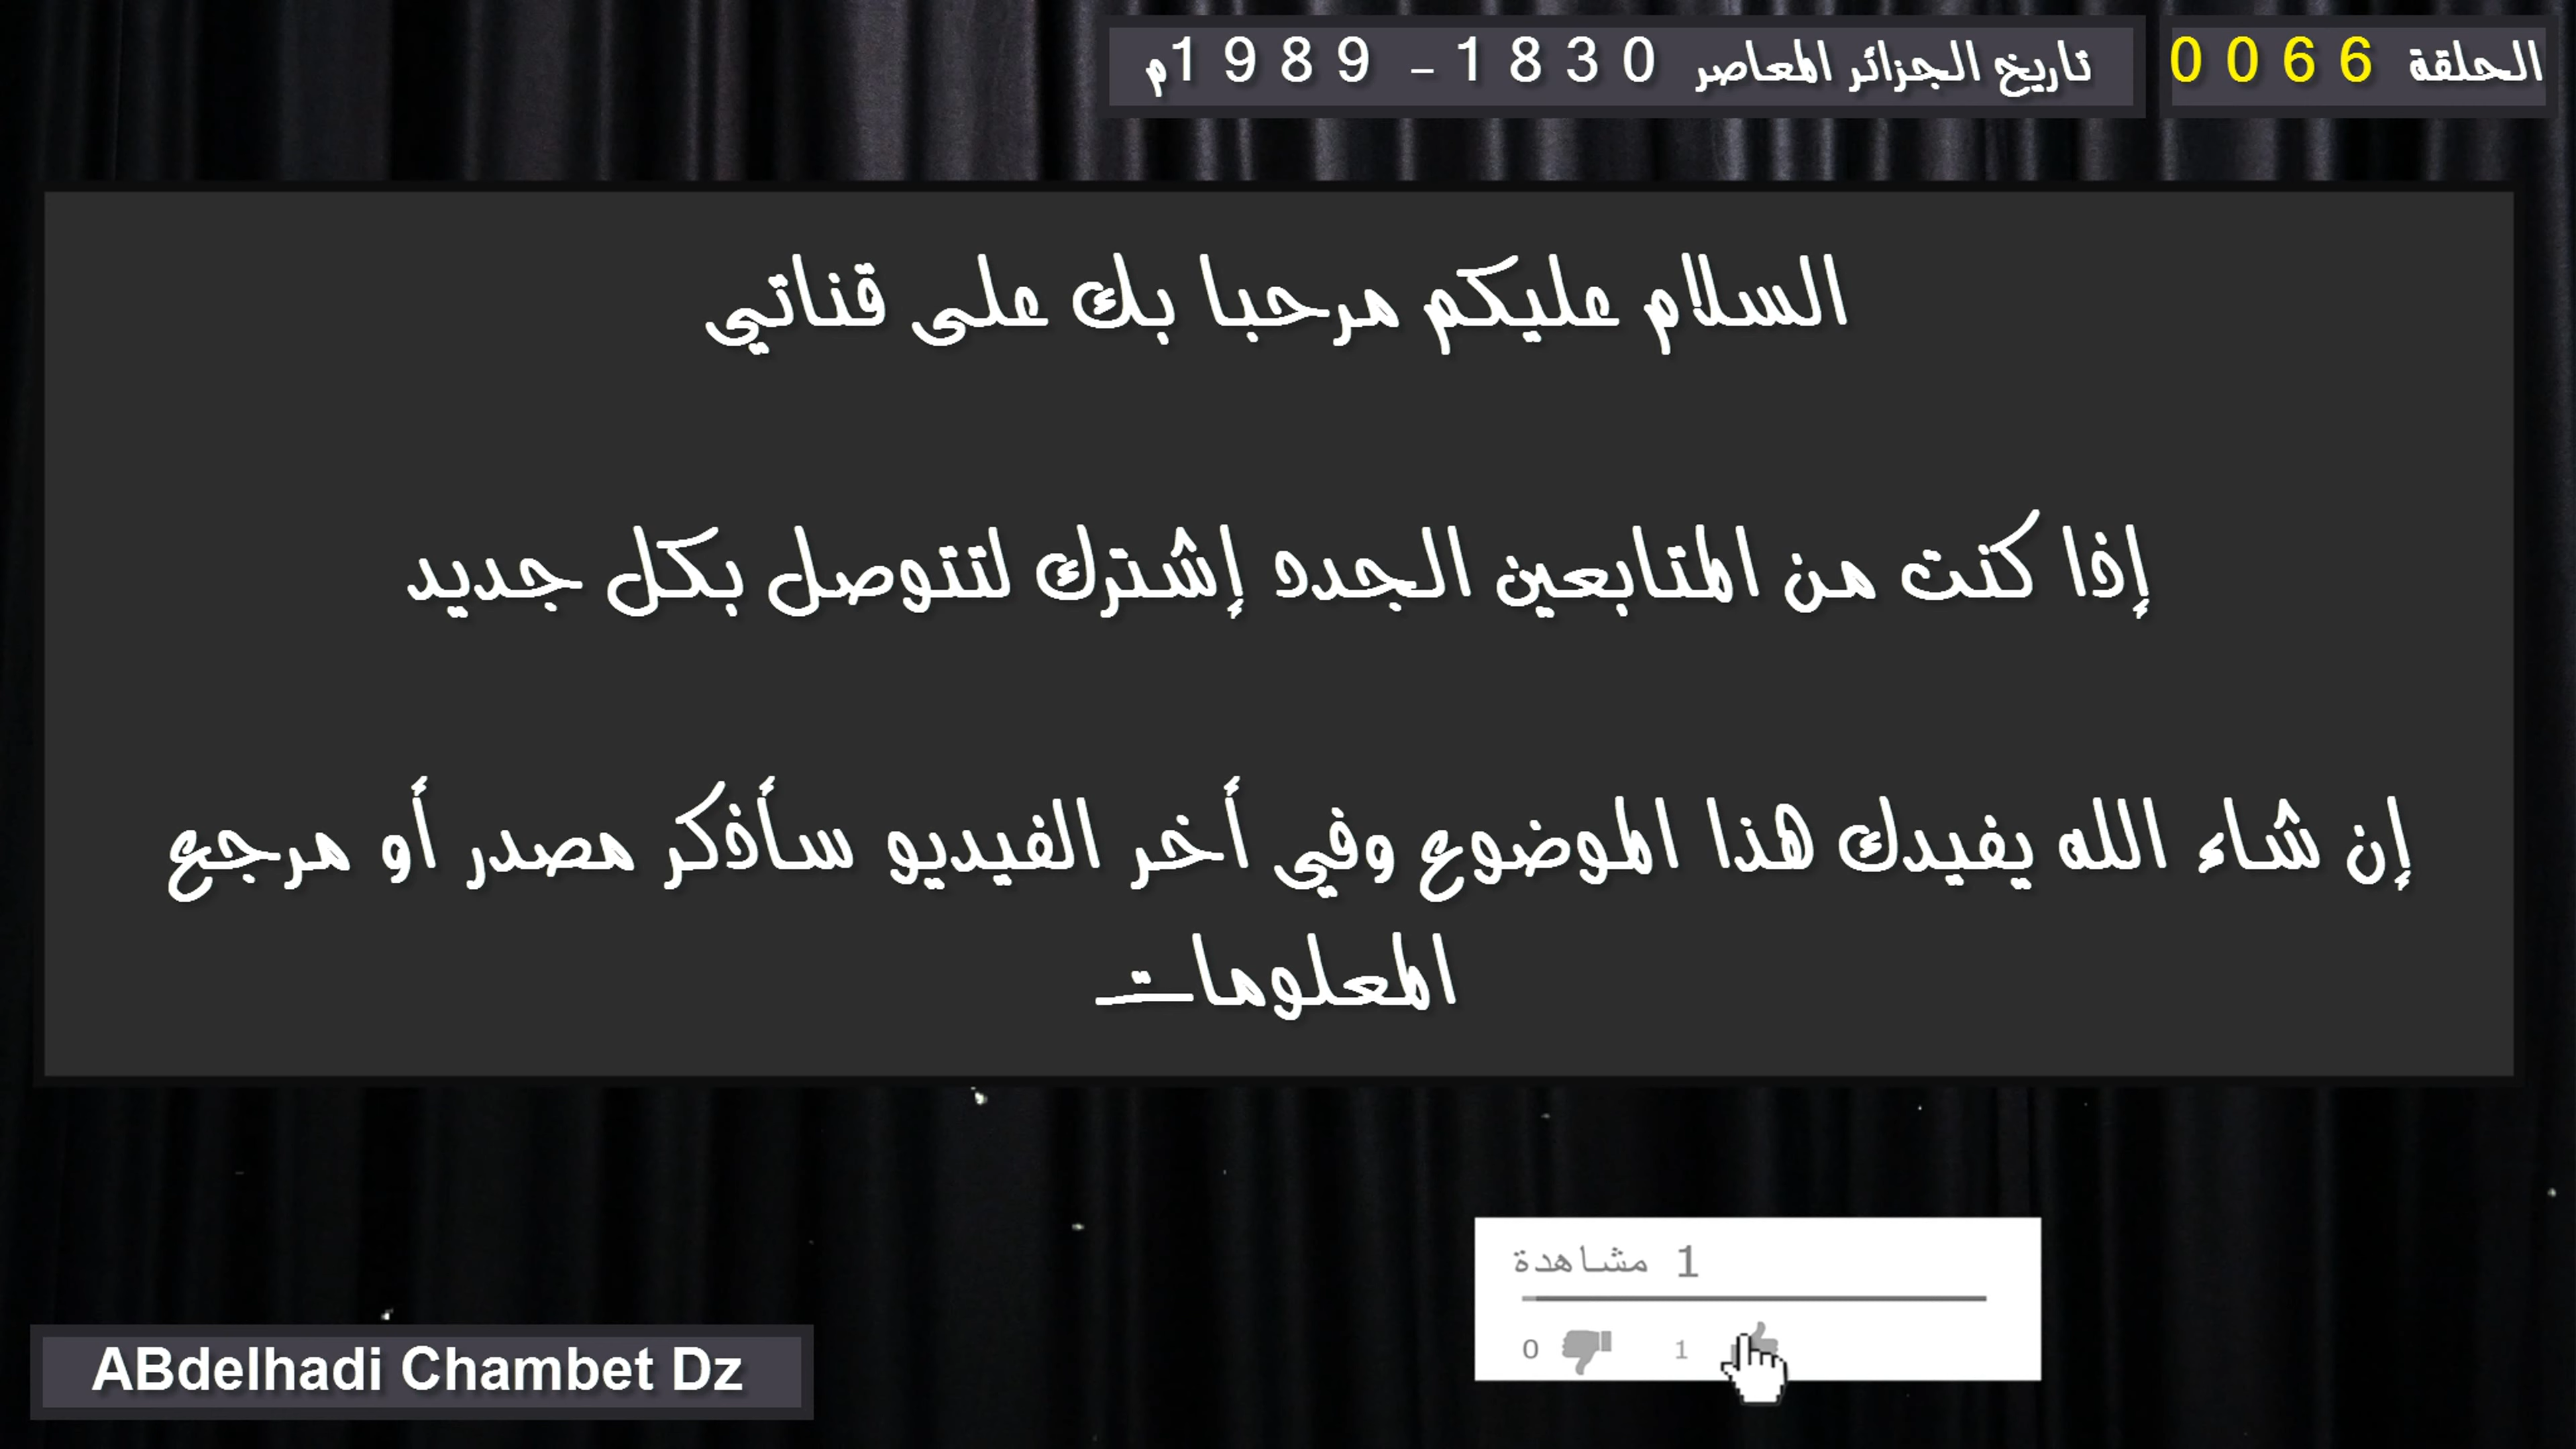 الحلقة 0066
تاريخ الجزائر المعاصر 1830 - 1989م
السلام عليكم مرحبا بك على قناتي
إذا كنت من المتابعين الجدد إشترك لتتوصل بكل جديد
إن شاء الله يفيدك هذا الموضوع وفي أخر الفيديو سأذكر مصدر أو مرجع
المعلومات
1 مشاهدة
0 1
ABdelhadi Chambet Dz